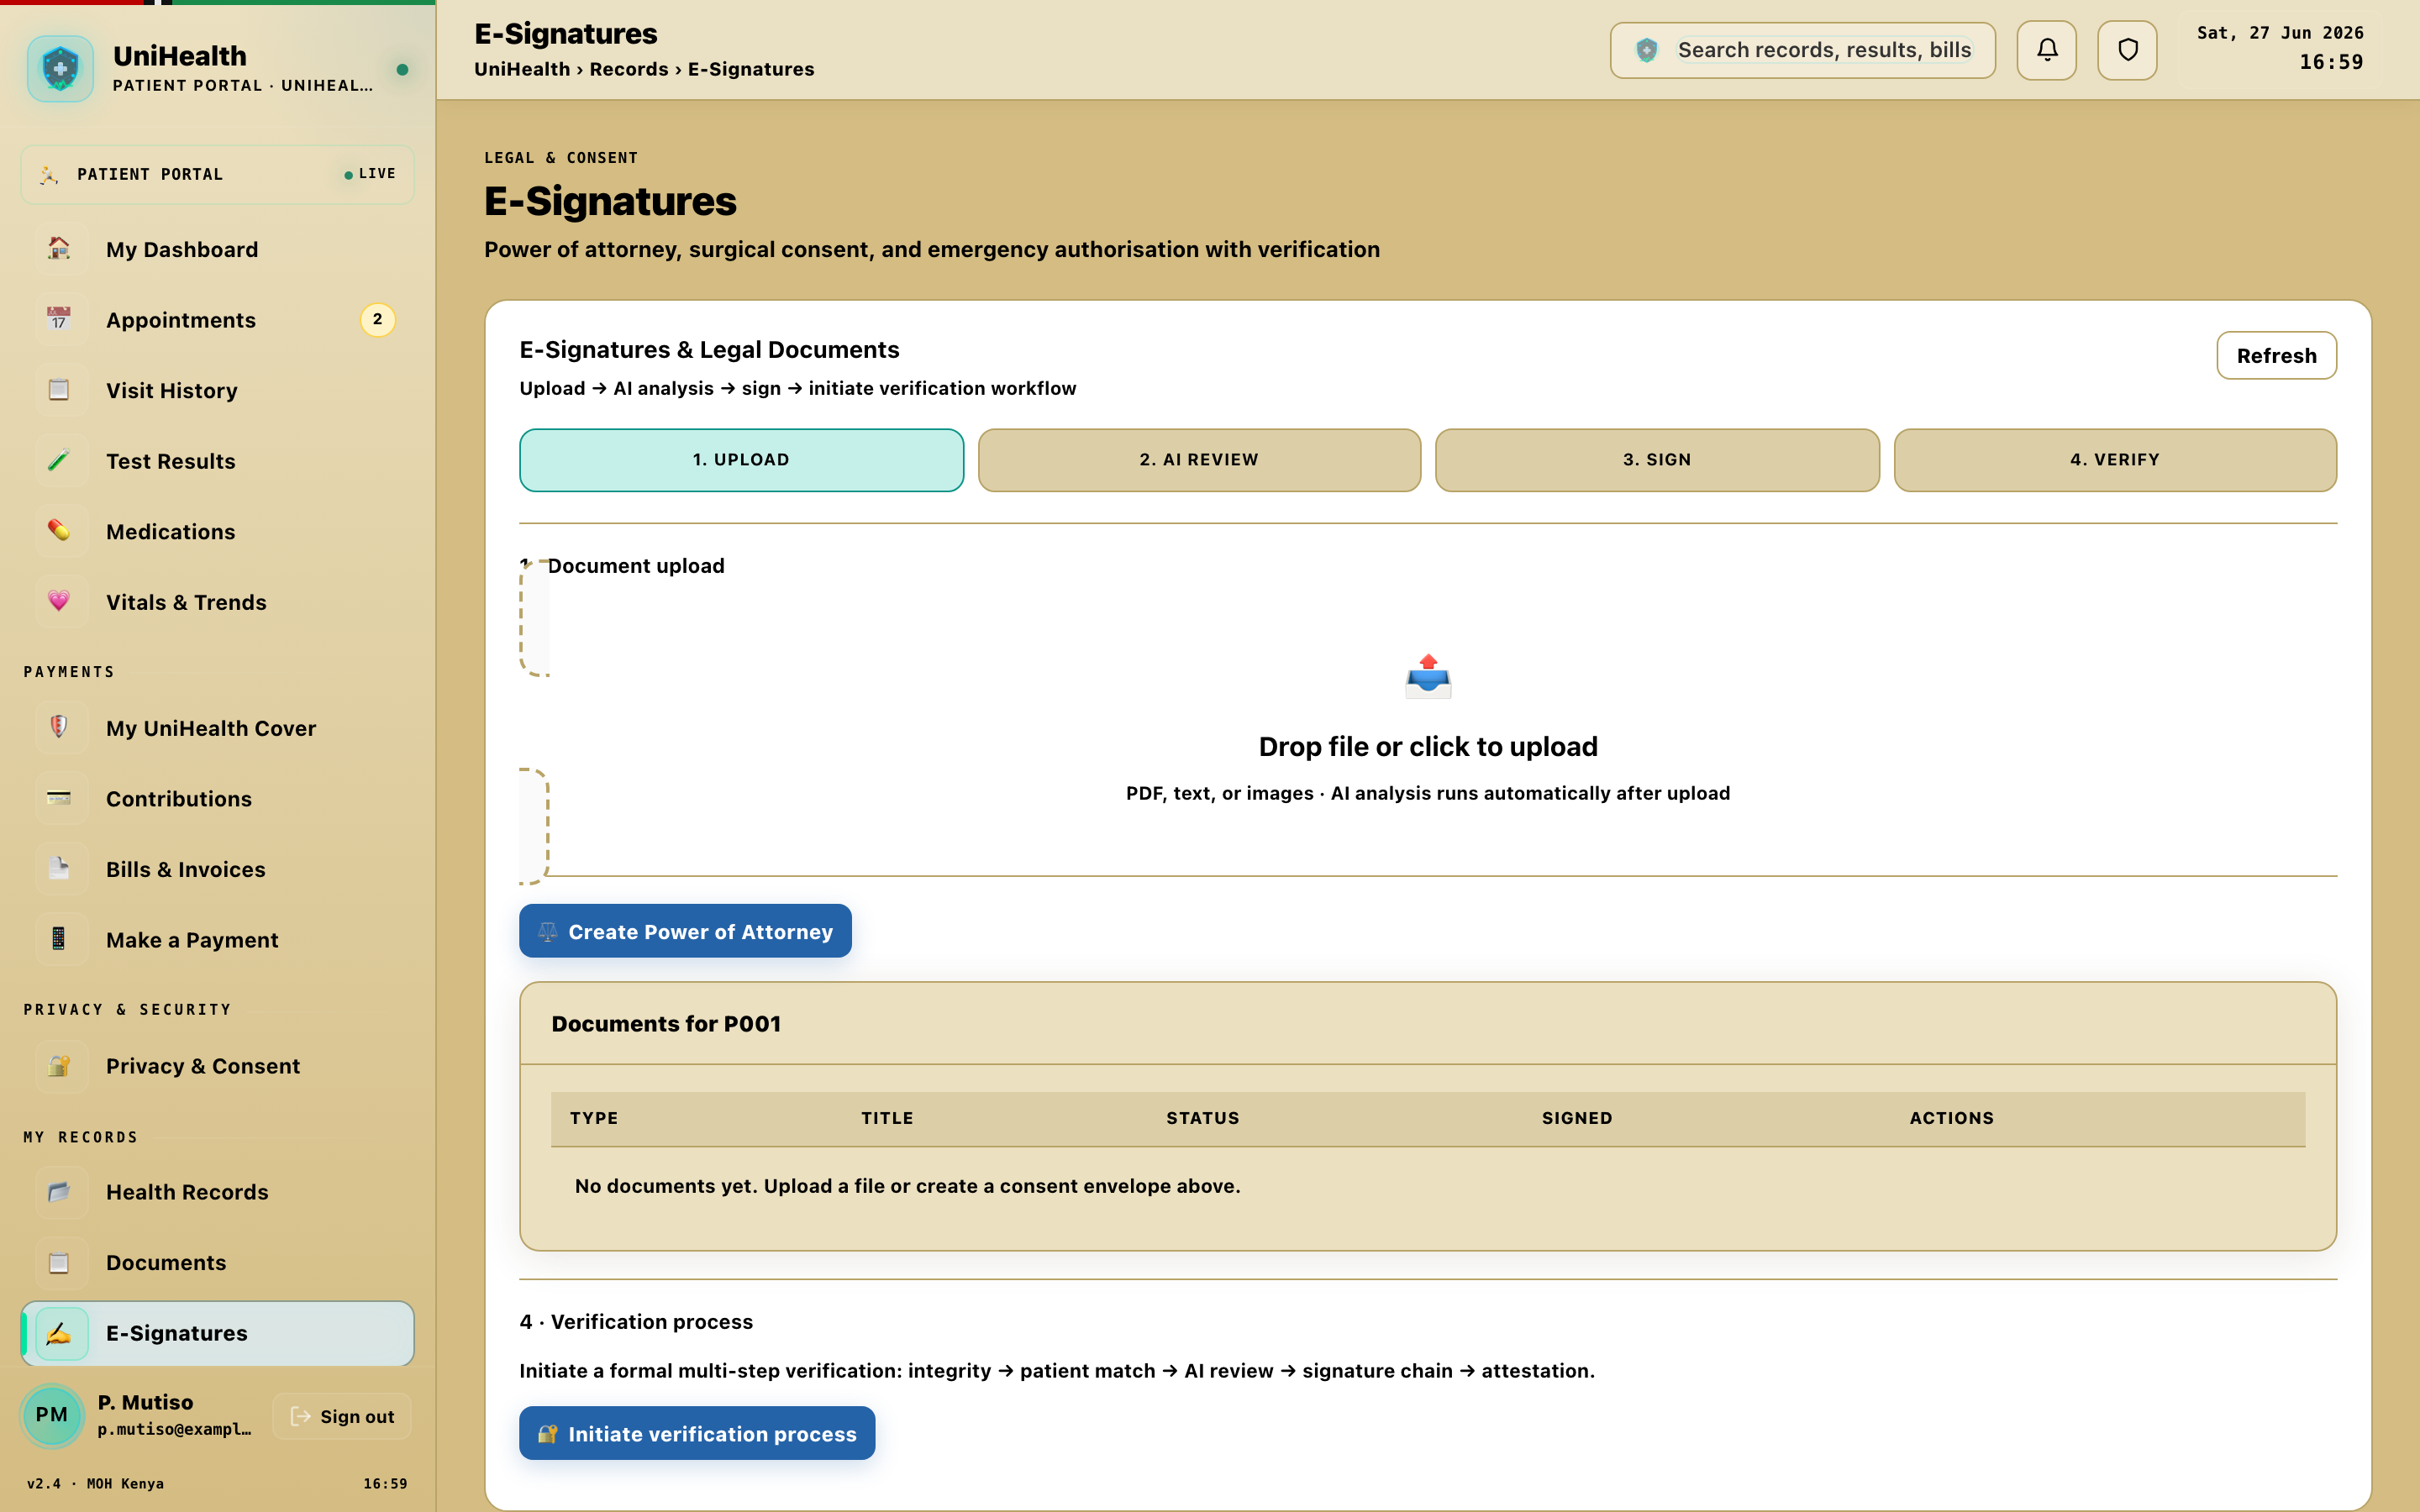 UniHealth
PATIENT PORTAL · UNIHEAL…
PATIENT PORTAL
LIVE
My Dashboard
17
Appointments
2
Visit History
Test Results
Medications
Vitals & Trends
PAYMENTS
My UniHealth Cover
Contributions
Bills & Invoices
Make a Payment
PRIVACY & SECURITY
Privacy & Consent
MY RECORDS
Health Records
Documents
E-Signatures
PM
P. Mutiso
p.mutiso@exampl…
Sign out
v2.4 · MOH Kenya
16:59
E-Signatures
UniHealth › Records › E-Signatures
Search records, results, bills
Sat, 27 Jun 2026
16:59
LEGAL & CONSENT
E-Signatures
Power of attorney, surgical consent, and emergency authorisation with verification
E-Signatures & Legal Documents
Upload → AI analysis → sign → initiate verification workflow
Refresh
1. UPLOAD
2. AI REVIEW
3. SIGN
4. VERIFY
Document upload
Drop file or click to upload
PDF, text, or images · AI analysis runs automatically after upload
Create Power of Attorney
Documents for P001
TYPE
TITLE
STATUS
SIGNED
ACTIONS
No documents yet. Upload a file or create a consent envelope above.
4 · Verification process
Initiate a formal multi-step verification: integrity → patient match → AI review → signature chain → attestation.
Initiate verification process